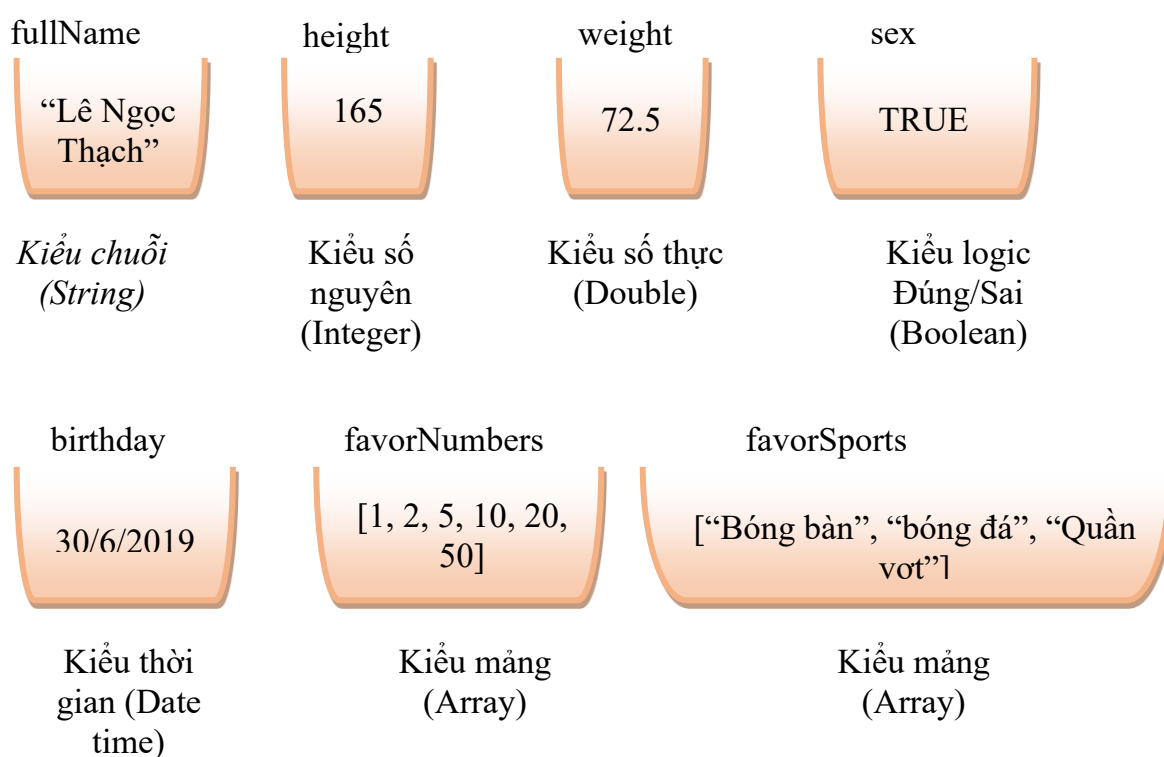 fullName
height
weight
sex
“Lê Ngọc
Thạch”
165
72.5
TRUE
Kiểu chuỗi
(String)
Kiểu số
nguyên
(Integer)
Kiểu số thực
(Double)
Kiểu logic
Đúng/Sai
(Boolean)
birthday
favorNumbers
favorSports
30/6/2019
[1, 2, 5, 10, 20,
50]
[“Bóng bàn”, “bóng đá”, “Quần
vợt”]
Kiểu thời
gian (Date
time)
Kiểu mảng
(Array)
Kiểu mảng
(Array)